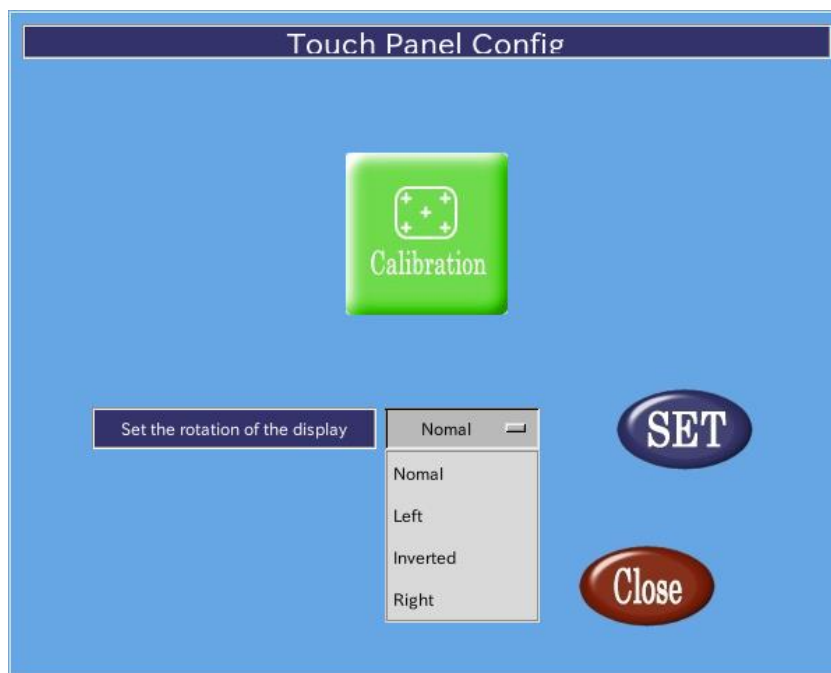 Touch Panel Config
Calibration
Set the rotation of the display
Nomal
SET
Nomal
Left
Inverted
Right
Close